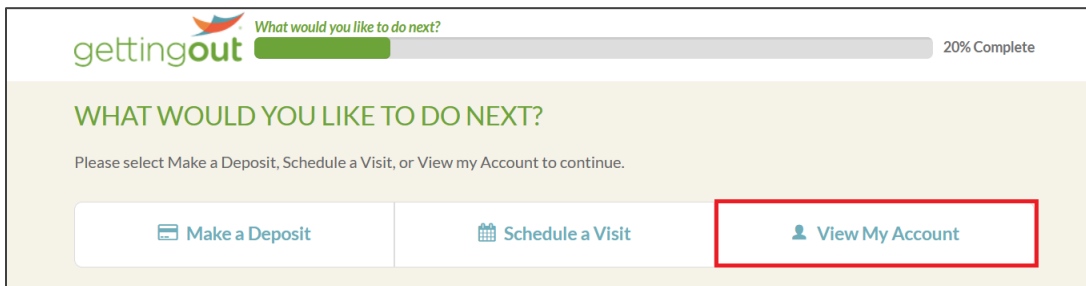 What would you like to do next?
gettingout
20% Complete
WHAT WOULD YOU LIKE TO DO NEXT?
Please select Make a Deposit, Schedule a Visit, or View my Account to continue.
Make a Deposit
Schedule a Visit
View My Account